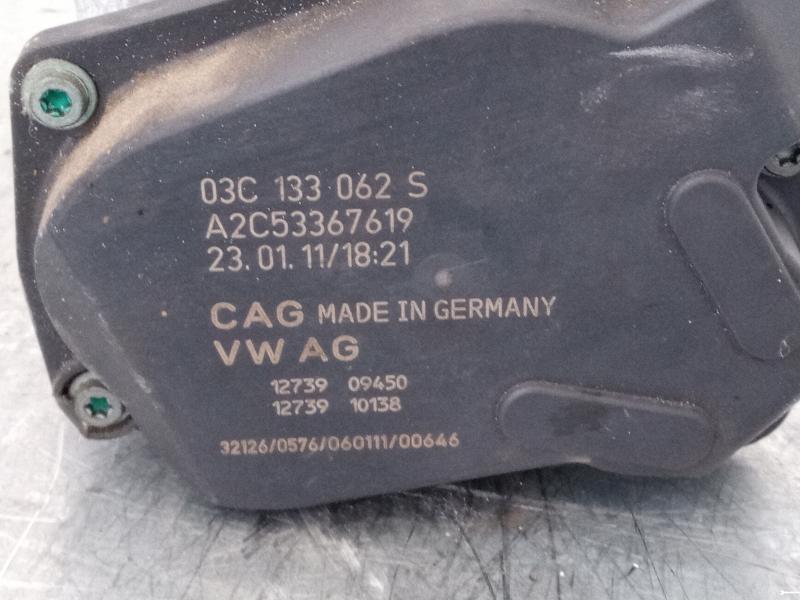 03C 133 062 S
A2C53367619
23.01.11/18:21
CAG MADE IN GERMANY
VW AG
12739 09450
12739 10138
32126/0576/060111/00646